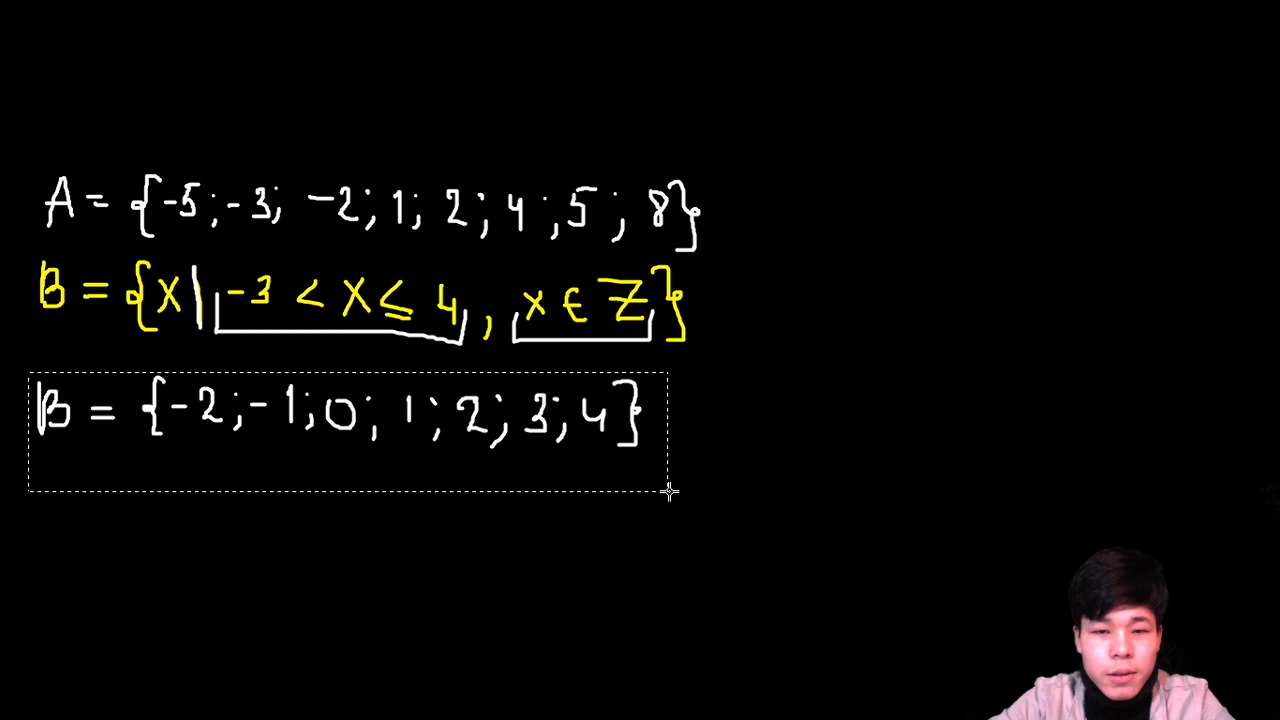 A = {-5; -3; -2; 1; 2; 4; 5; 8}
B = {x | -3 < x ≤ 4, x ∈ Z}
B = {-2; -1; 0; 1; 2; 3; 4}